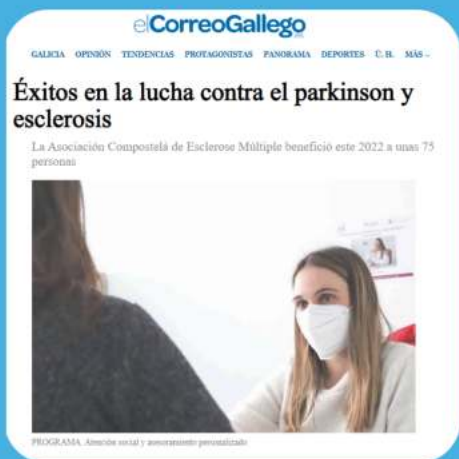 elCorreoGallego
GALICIA OPINIÓN TENDENCIAS PROTAGONISTAS PANORAMA DEPORTES C. H. MÁS
Éxitos en la lucha contra el parkinson y
esclerosis
La Asociación Compostelá de Esclerose Múltiple benefició este 2022 a unas 75
personas
PROGRAMA. Atención social y asesoramiento personalizado